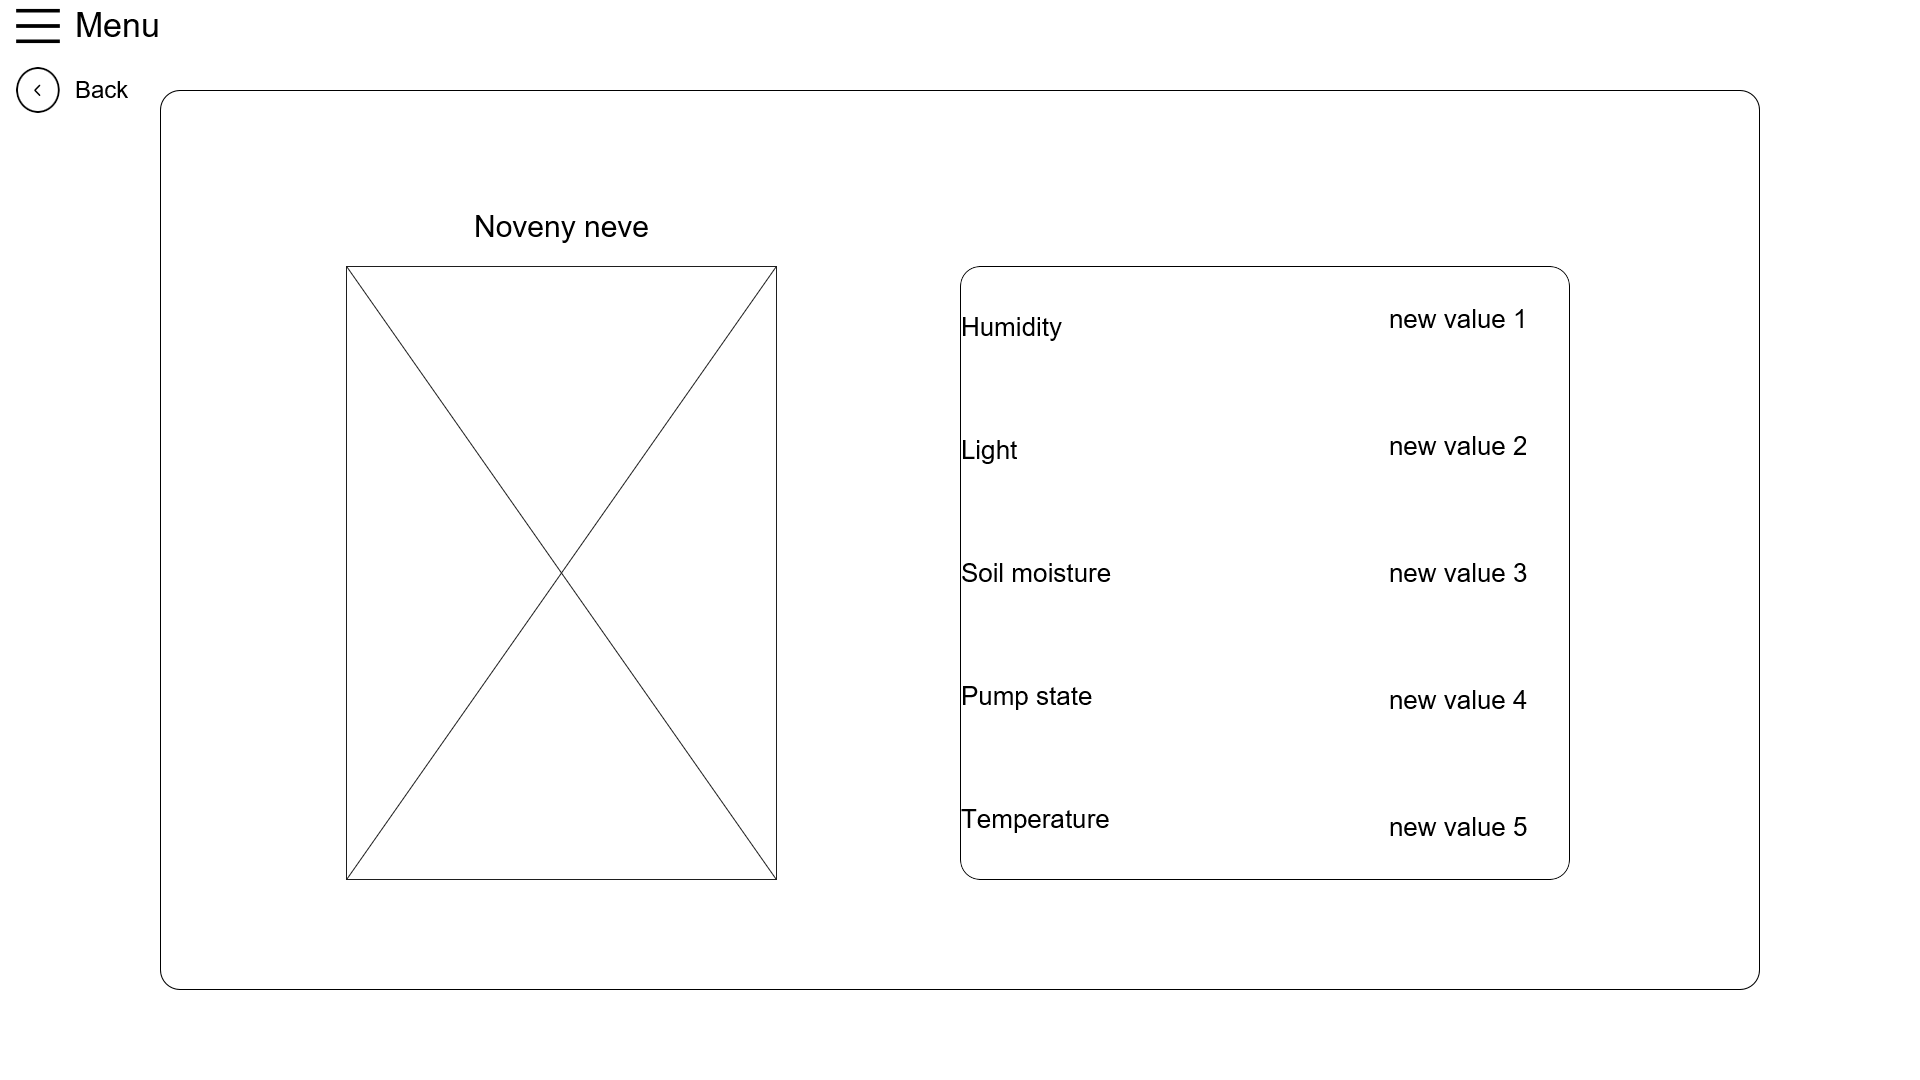 Menu
Back
Noveny neve
Humidity
new value 1
Light
new value 2
Soil moisture
new value 3
Pump state
new value 4
Temperature
new value 5